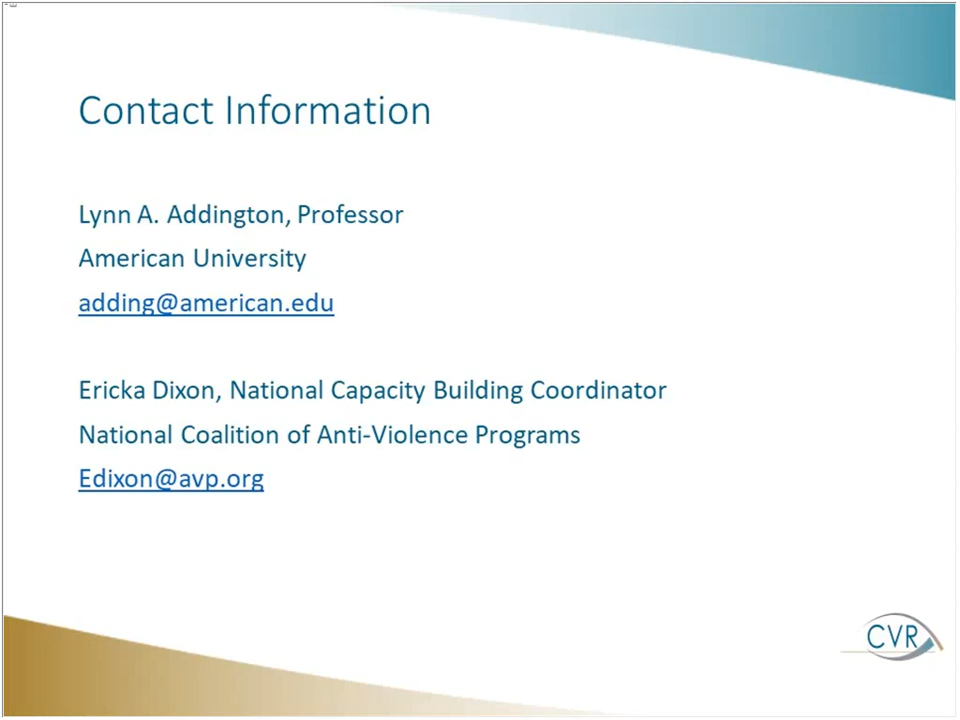 Contact Information
Lynn A. Addington, Professor
American University
adding@american.edu
Ericka Dixon, National Capacity Building Coordinator
National Coalition of Anti-Violence Programs
Edixon@avp.org
CVR